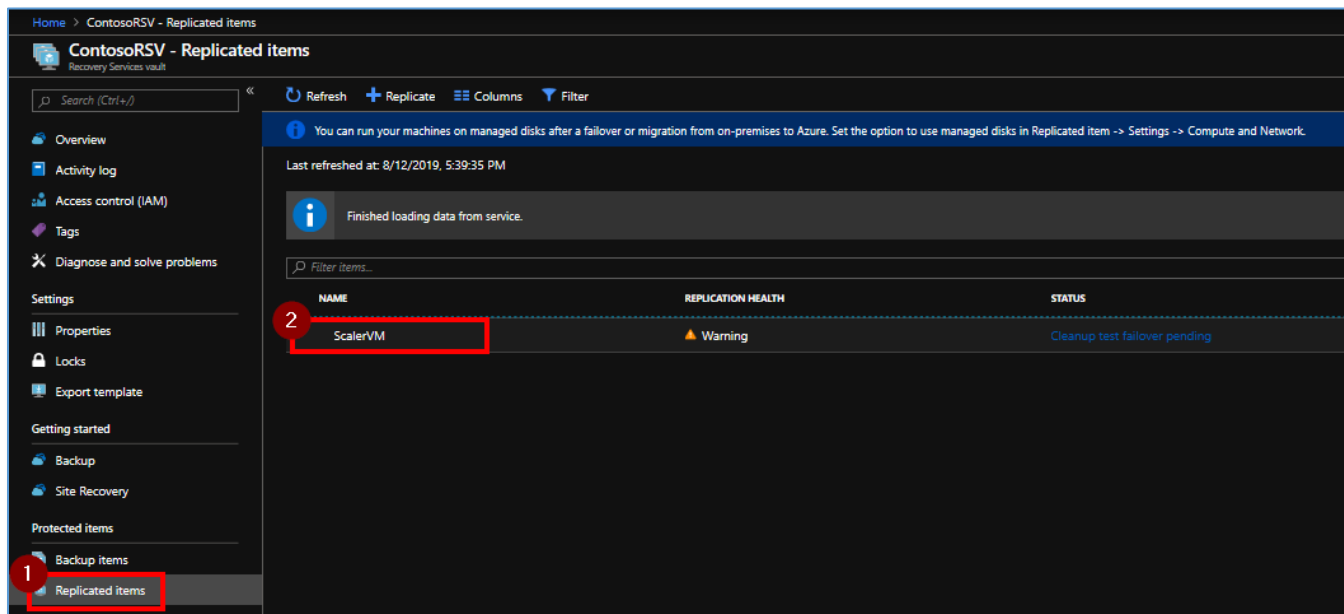 Home > ContosoRSV - Replicated items
ContosoRSV - Replicated items
Recovery Services vault
Search (Ctrl+/)
«
Overview
Activity log
Access control (IAM)
Tags
Diagnose and solve problems
Settings
Properties
Locks
Export template
Getting started
Backup
Site Recovery
Protected items
Backup items
1
Replicated items
Refresh Replicate Columns Filter
You can run your machines on managed disks after a failover or migration from on-premises to Azure. Set the option to use managed disks in Replicated item -> Settings -> Compute and Network.
Last refreshed at: 8/12/2019, 5:39:35 PM
Finished loading data from service.
Filter items...
NAME REPLICATION HEALTH STATUS
2
ScalerVM Warning Cleanup test failover pending